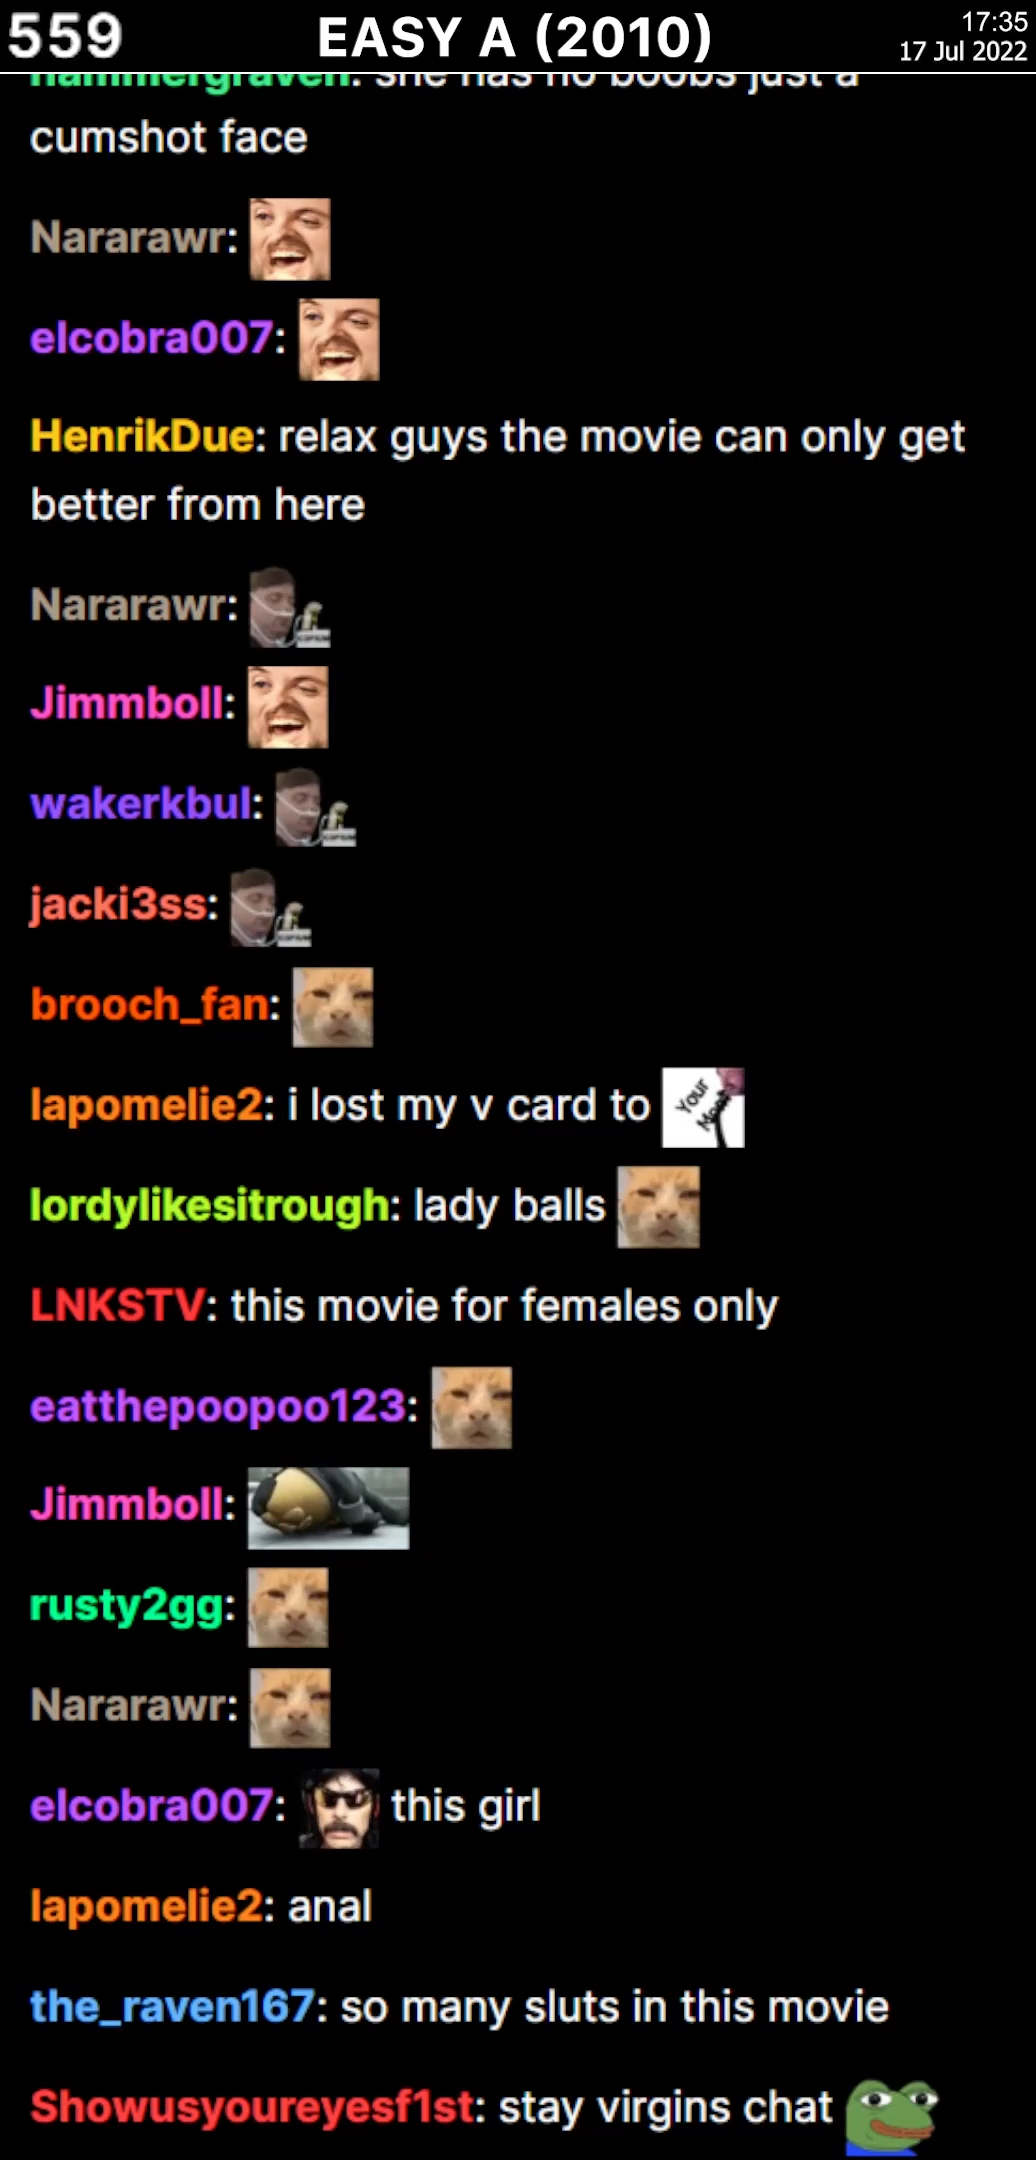 559
EASY A (2010)
17:35
17 Jul 2022
hammergraven: she has no boobs just a
cumshot face
Nararawr:
elcobra007:
HenrikDue: relax guys the movie can only get
better from here
Nararawr:
Jimmboll:
wakerkbul:
jacki3ss:
brooch_fan:
lapomelie2: i lost my v card to Your Mom
lordylikesitrough: lady balls
LNKSTV: this movie for females only
eatthepoopoo123:
Jimmboll:
rusty2gg:
Nararawr:
elcobra007: this girl
lapomelie2: anal
the_raven167: so many sluts in this movie
Showusyoureyesf1st: stay virgins chat